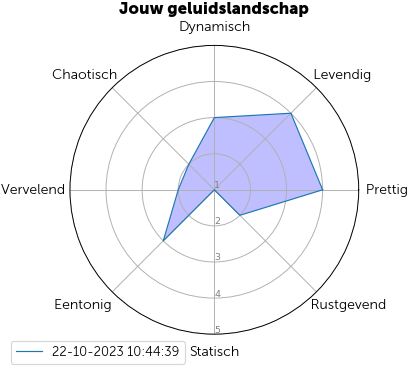 Jouw geluidslandschap
Dynamisch
Chaotisch
Levendig
Vervelend
1
Prettig
2
3
4
Eentonig
Rustgevend
5
22-10-2023 10:44:39
Statisch